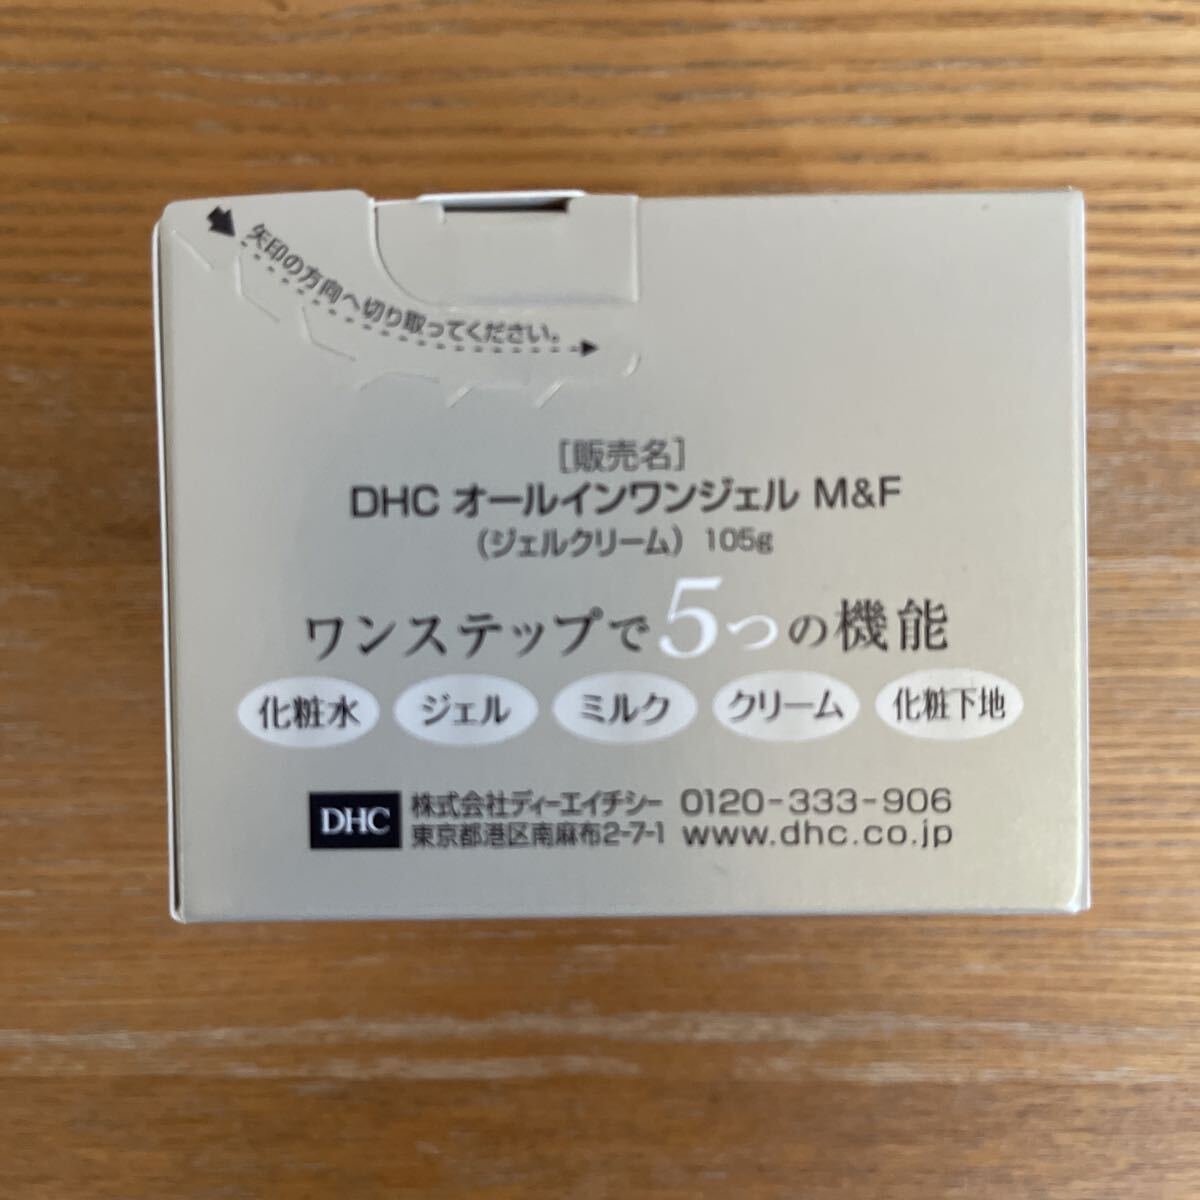 矢印の方向へ切り取ってください。
[販売名]
DHC オールインワンジェル M&F
(ジェルクリーム) 105g
ワンステップで5つの機能
化粧水 ジェル ミルク クリーム 化粧下地
DHC 株式会社ディーエイチシー 0120-333-906
東京都港区南麻布2-7-1 www.dhc.co.jp